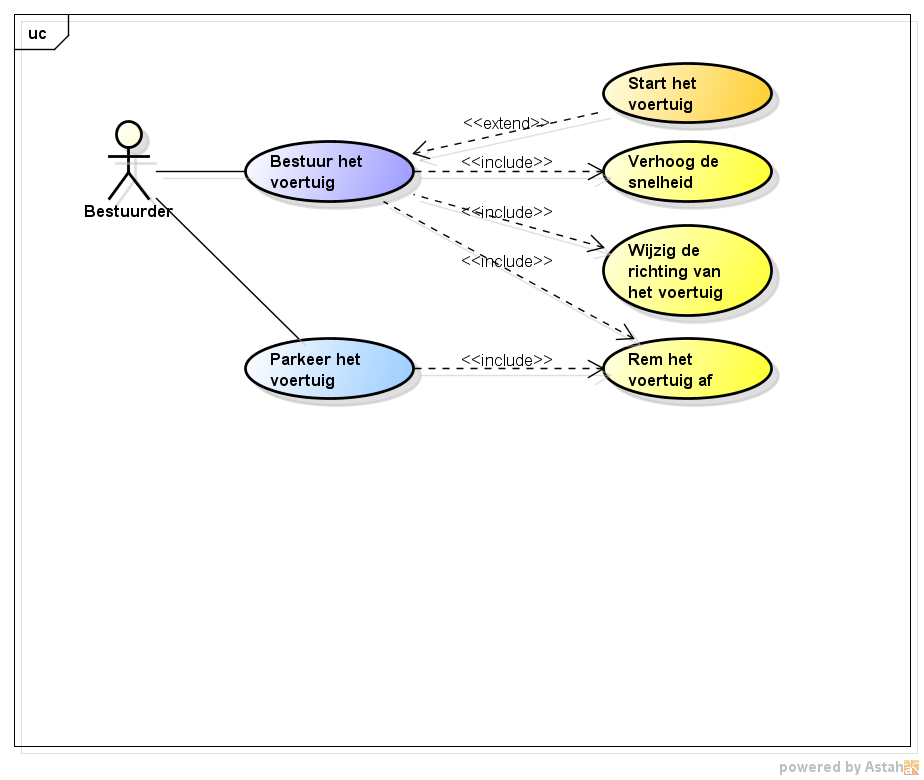 uc
Start het
voertuig
<<extend>>
Bestuur het
voertuig
<<include>>
Verhoog de
snelheid
Bestuurder
<<include>>
Wijzig de
richting van
het voertuig
<<include>>
Parkeer het
voertuig
<<include>>
Rem het
voertuig af
powered by Astah